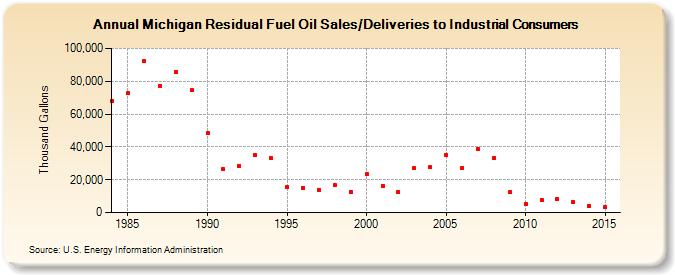 Annual Michigan Residual Fuel Oil Sales/Deliveries to Industrial Consumers
Thousand Gallons
100,000
80,000
60,000
40,000
20,000
0
1985 1990 1995 2000 2005 2010 2015
Source: U.S. Energy Information Administration